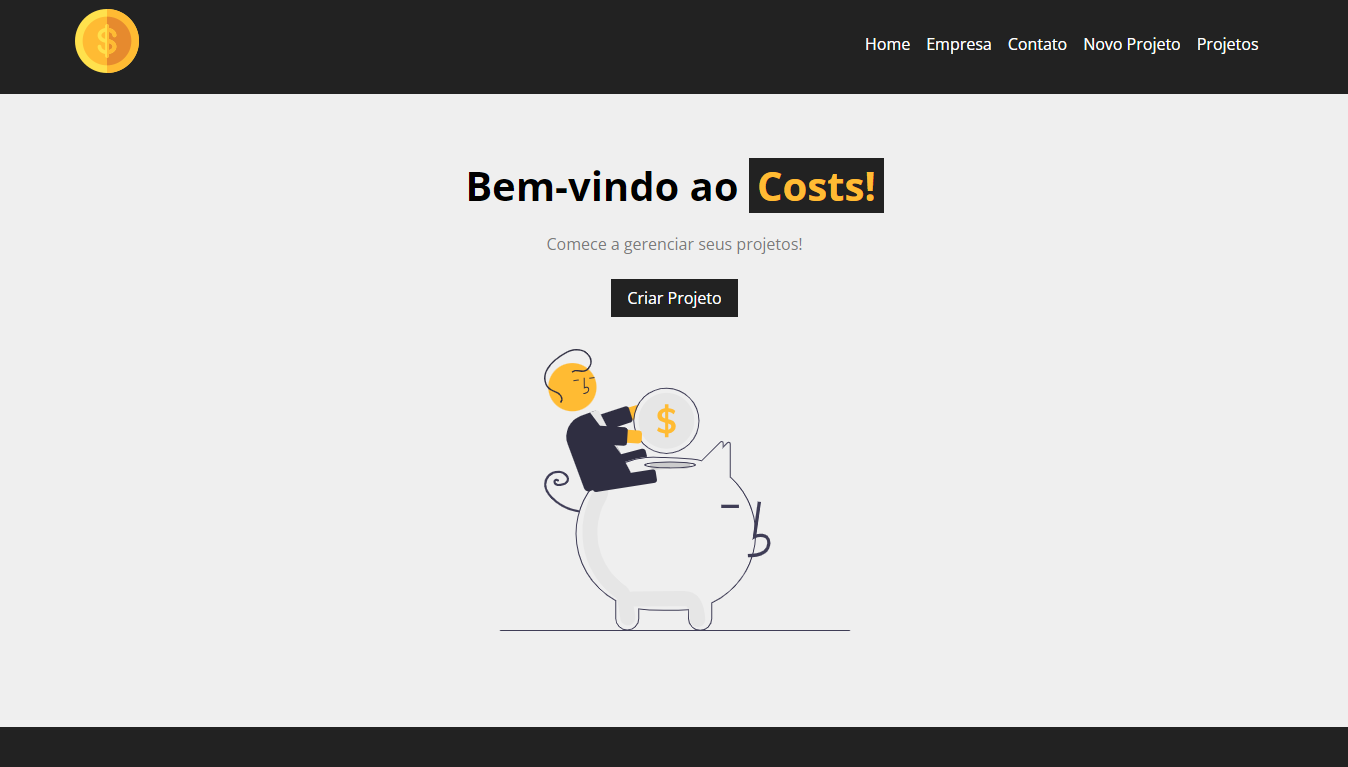 $
Home Empresa Contato Novo Projeto Projetos
Bem-vindo ao Costs!
Comece a gerenciar seus projetos!
Criar Projeto
$